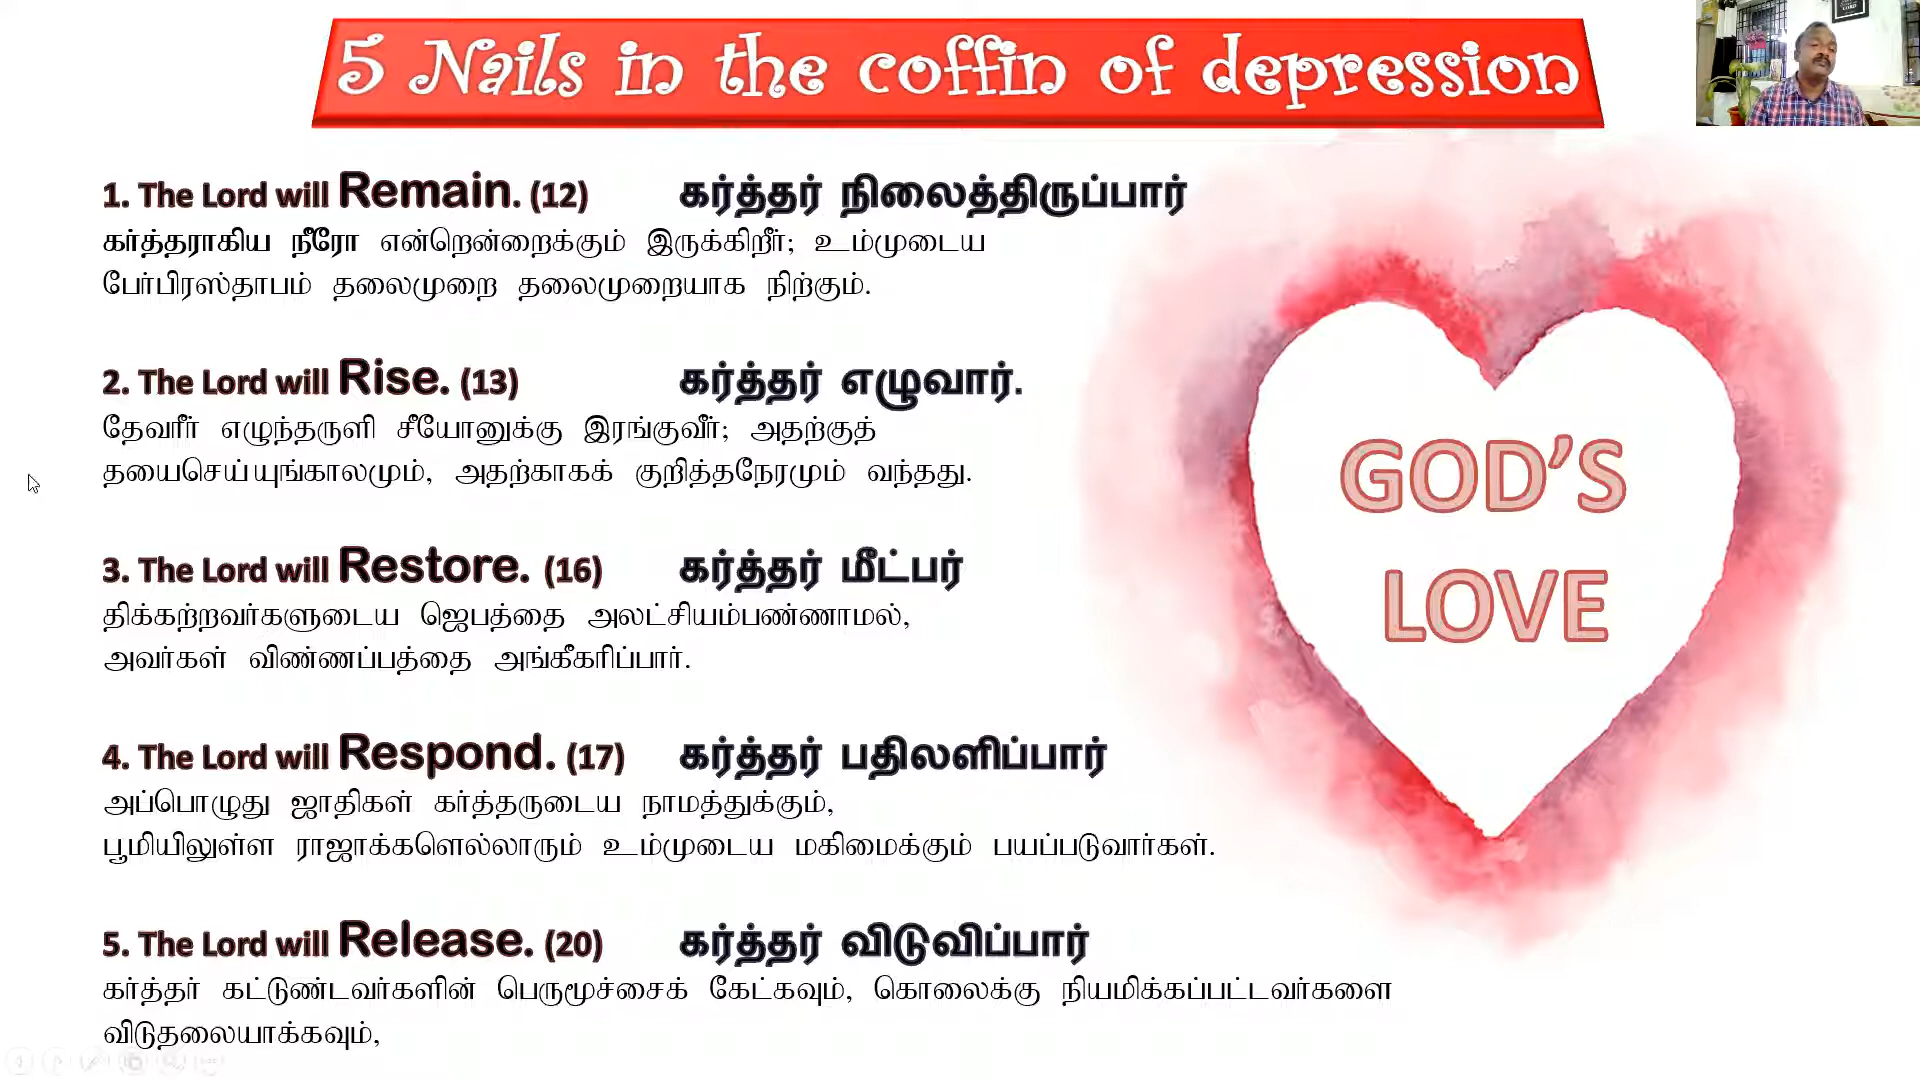 5 Nails in the coffin of depression
1. The Lord will Remain. (12) கர்த்தர் நிலைத்திருப்பார்
கர்த்தராகிய நீரோ என்றென்றைக்கும் இருக்கிறீர்; உம்முடைய
பேர்பிரஸ்தாபம் தலைமுறை தலைமுறையாக நிற்கும்.
2. The Lord will Rise. (13) கர்த்தர் எழுவார்.
தேவரீர் எழுந்தருளி சீயோனுக்கு இரங்குவீர்; அதற்குத்
தயைசெய்யுங்காலமும், அதற்காகக் குறித்தநேரமும் வந்தது.
3. The Lord will Restore. (16) கர்த்தர் மீட்பர்
திக்கற்றவர்களுடைய ஜெபத்தை அலட்சியம்பண்ணாமல்,
அவர்கள் விண்ணப்பத்தை அங்கீகரிப்பார்.
4. The Lord will Respond. (17) கர்த்தர் பதிலளிப்பார்
அப்பொழுது ஜாதிகள் கர்த்தருடைய நாமத்துக்கும்,
பூமியிலுள்ள ராஜாக்களெல்லாரும் உம்முடைய மகிமைக்கும் பயப்படுவார்கள்.
5. The Lord will Release. (20) கர்த்தர் விடுவிப்பார்
கர்த்தர் கட்டுண்டவர்களின் பெருமூச்சைக் கேட்கவும், கொலைக்கு நியமிக்கப்பட்டவர்களை
விடுதலையாக்கவும்,
GOD'S
LOVE